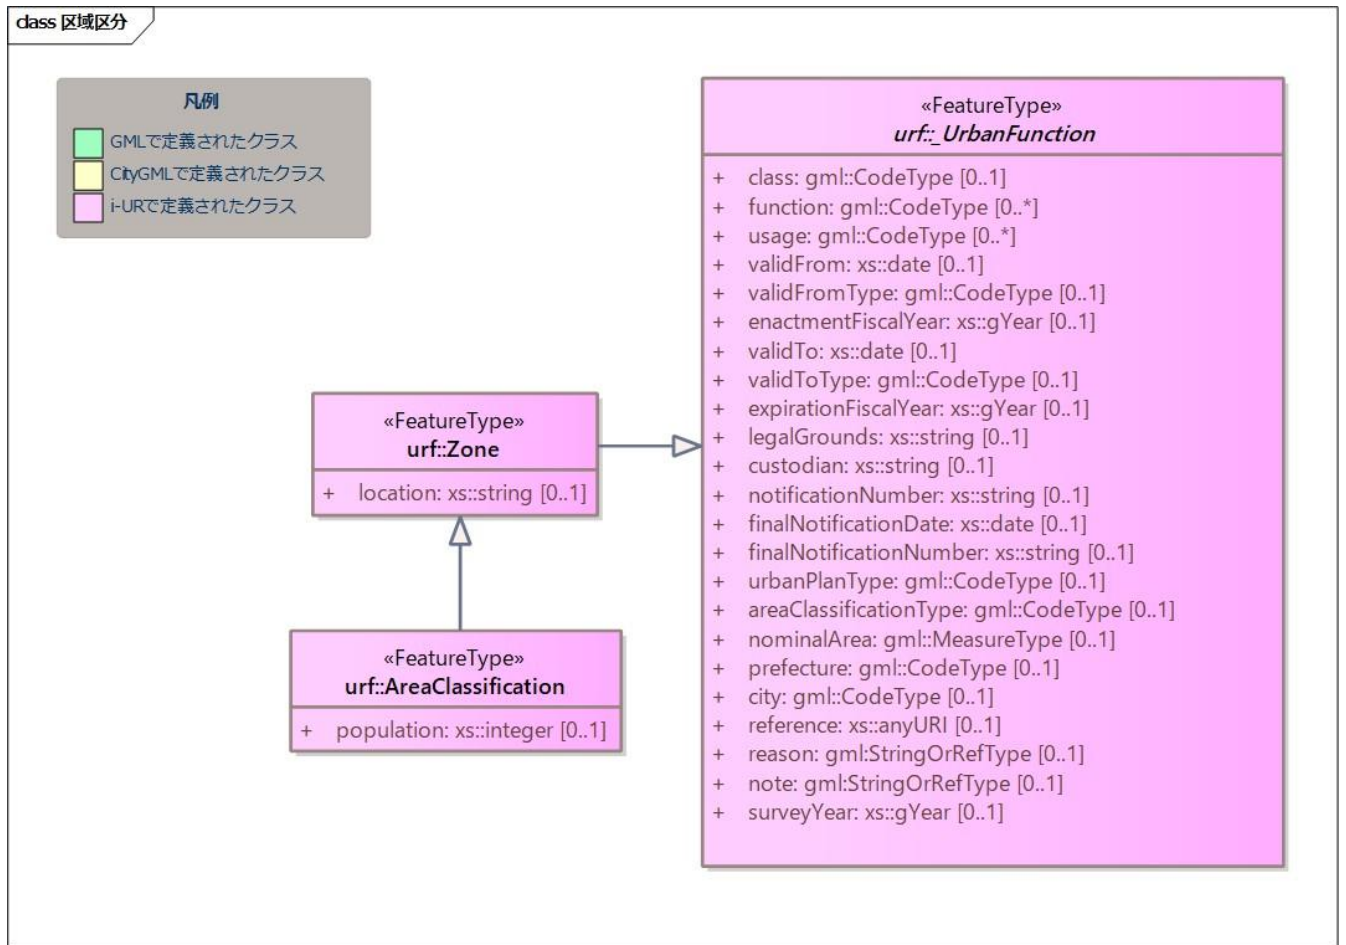 class 区域区分
凡例
GMLで定義されたクラス
CityGMLで定義されたクラス
i-URで定義されたクラス
«FeatureType»
urf::_UrbanFunction
+ class: gml::CodeType [0..1]
+ function: gml::CodeType [0..*]
+ usage: gml::CodeType [0..*]
+ validFrom: xs::date [0..1]
+ validFromType: gml::CodeType [0..1]
+ enactmentFiscalYear: xs::gYear [0..1]
+ validTo: xs::date [0..1]
+ validToType: gml::CodeType [0..1]
+ expirationFiscalYear: xs::gYear [0..1]
+ legalGrounds: xs::string [0..1]
+ custodian: xs::string [0..1]
+ notificationNumber: xs::string [0..1]
+ finalNotificationDate: xs::date [0..1]
+ finalNotificationNumber: xs::string [0..1]
+ urbanPlanType: gml::CodeType [0..1]
+ areaClassificationType: gml::CodeType [0..1]
+ nominalArea: gml::MeasureType [0..1]
+ prefecture: gml::CodeType [0..1]
+ city: gml::CodeType [0..1]
+ reference: xs::anyURI [0..1]
+ reason: gml:StringOrRefType [0..1]
+ note: gml:StringOrRefType [0..1]
+ surveyYear: xs::gYear [0..1]
«FeatureType»
urf::Zone
+ location: xs::string [0..1]
«FeatureType»
urf::AreaClassification
+ population: xs::integer [0..1]